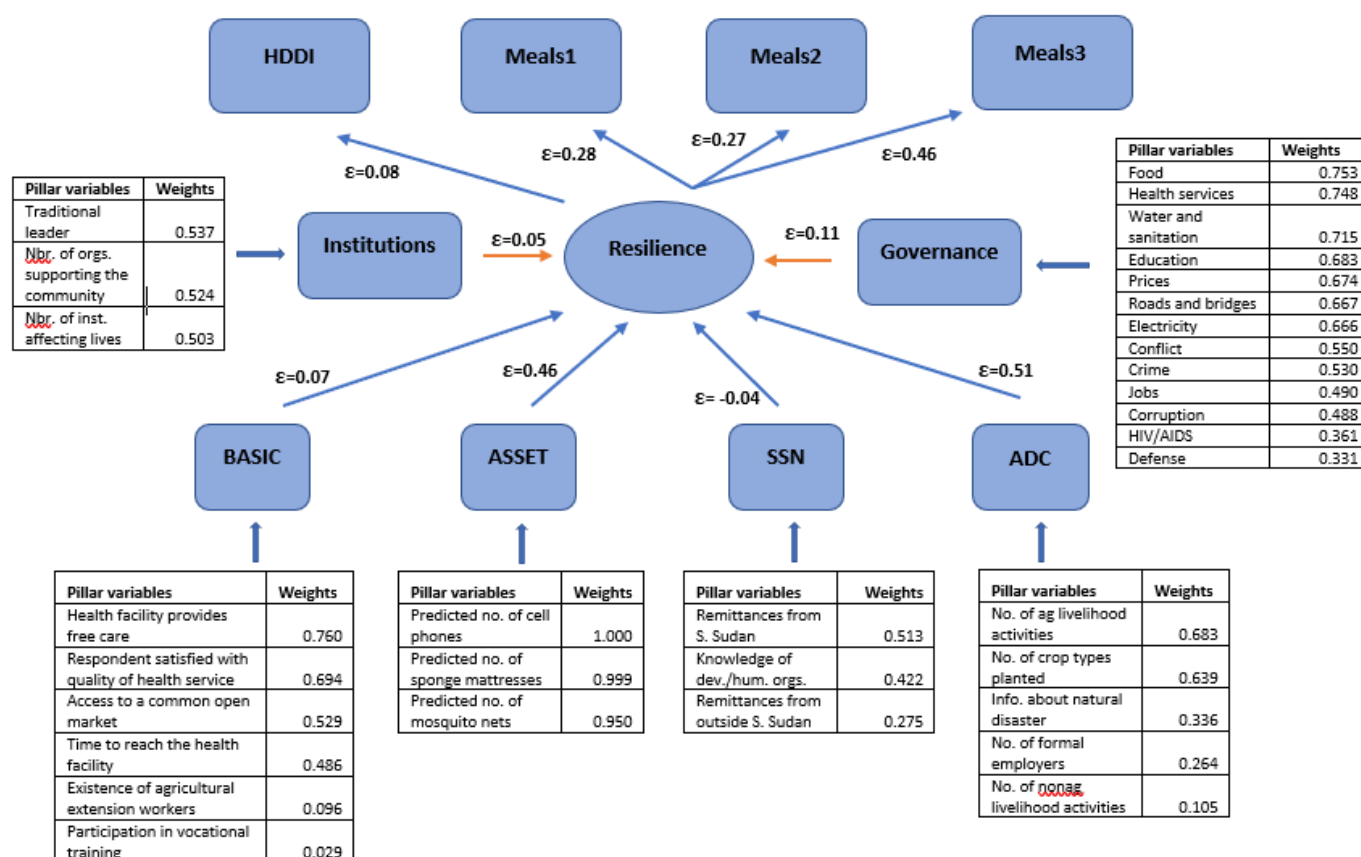 HDDI
Meals1
Meals2
Meals3
ε=0.08
ε=0.28
ε=0.27
ε=0.46
Pillar variables Weights
Traditional
leader 0.537
Nbr. of orgs.
supporting the
community 0.524
Nbr. of inst.
affecting lives 0.503
Institutions
ε=0.05
Resilience
ε=0.11
Governance
Pillar variables Weights
Food 0.753
Health services 0.748
Water and
sanitation 0.715
Education 0.683
Prices 0.674
Roads and bridges 0.667
Electricity 0.666
Conflict 0.550
Crime 0.530
Jobs 0.490
Corruption 0.488
HIV/AIDS 0.361
Defense 0.331
ε=0.07
ε=0.46
ε= -0.04
ε=0.51
BASIC
ASSET
SSN
ADC
Pillar variables Weights
Health facility provides
free care 0.760
Respondent satisfied with
quality of health service 0.694
Access to a common open
market 0.529
Time to reach the health
facility 0.486
Existence of agricultural
extension workers 0.096
Participation in vocational
training 0.029
Pillar variables Weights
Predicted no. of cell
phones 1.000
Predicted no. of
sponge mattresses 0.999
Predicted no. of
mosquito nets 0.950
Pillar variables Weights
Remittances from
S. Sudan 0.513
Knowledge of
dev./hum. orgs. 0.422
Remittances from
outside S. Sudan 0.275
Pillar variables Weights
No. of ag livelihood
activities 0.683
No. of crop types
planted 0.639
Info. about natural
disaster 0.336
No. of formal
employers 0.264
No. of nonag
livelihood activities 0.105